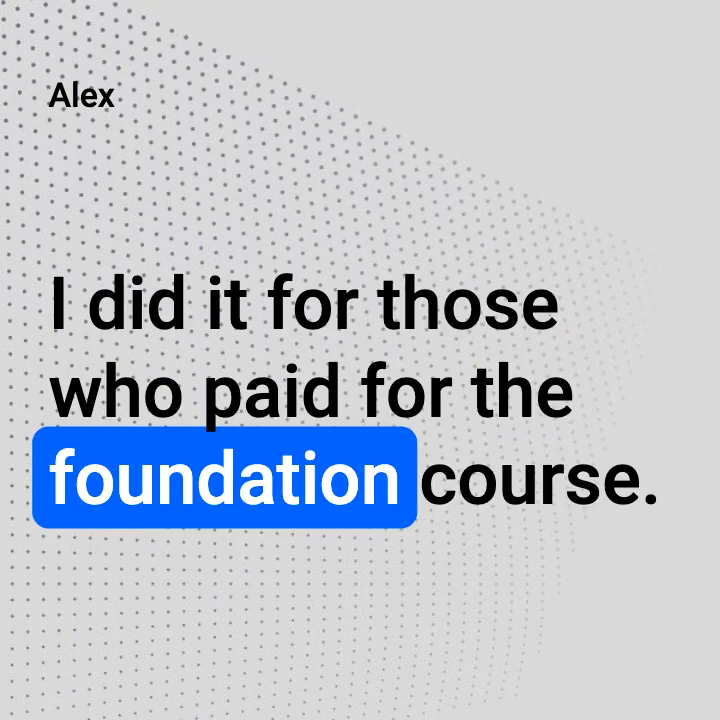 Alex
I did it for those
who paid for the
foundation course.